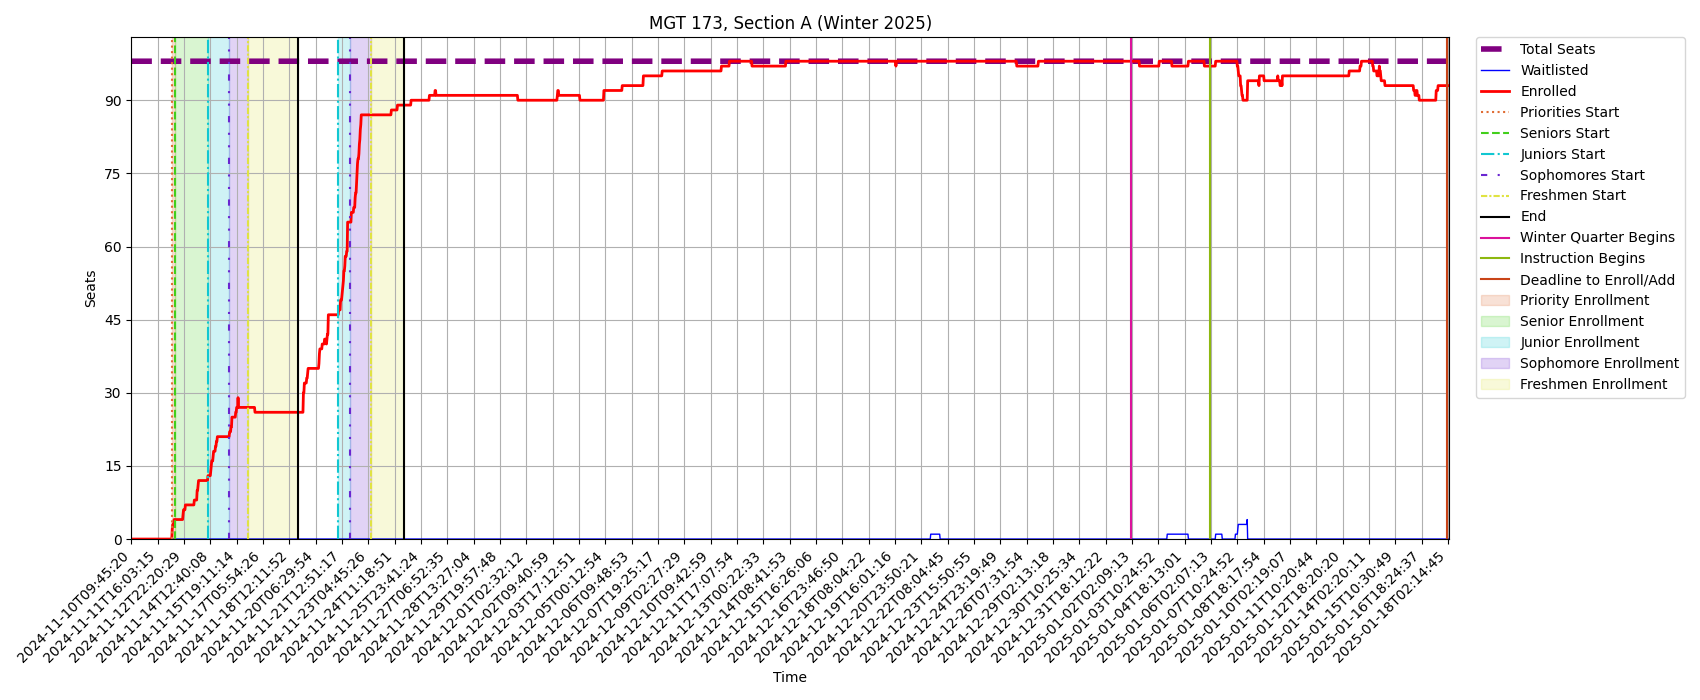 MGT 173, Section A (Winter 2025)
Seats
90
75
60
45
30
15
0
2024-11-10T09:45:20
2024-11-11T16:03:15
2024-11-12T22:20:29
2024-11-14T12:40:08
2024-11-15T19:11:14
2024-11-17T05:54:26
2024-11-18T12:11:52
2024-11-20T06:29:54
2024-11-21T12:51:17
2024-11-23T04:45:26
2024-11-24T11:18:51
2024-11-25T23:41:24
2024-11-27T06:52:35
2024-11-28T13:27:04
2024-11-29T19:57:48
2024-12-01T02:32:12
2024-12-02T09:40:59
2024-12-03T17:12:51
2024-12-05T00:12:54
2024-12-06T09:48:53
2024-12-07T19:25:17
2024-12-09T02:27:29
2024-12-10T09:42:59
2024-12-11T17:07:54
2024-12-13T00:22:33
2024-12-14T08:41:53
2024-12-15T16:26:06
2024-12-16T23:46:50
2024-12-18T08:04:22
2024-12-19T16:01:16
2024-12-20T23:50:21
2024-12-22T08:04:45
2024-12-23T15:50:55
2024-12-24T23:19:49
2024-12-26T07:31:54
2024-12-29T02:13:18
2024-12-30T10:25:34
2024-12-31T18:12:22
2025-01-02T02:09:13
2025-01-03T10:24:52
2025-01-04T18:13:01
2025-01-06T02:07:13
2025-01-07T10:24:52
2025-01-08T18:17:54
2025-01-10T02:19:07
2025-01-11T10:20:44
2025-01-12T18:20:20
2025-01-14T02:20:11
2025-01-15T10:30:49
2025-01-16T18:24:37
2025-01-18T02:14:45
Time
Total Seats
Waitlisted
Enrolled
Priorities Start
Seniors Start
Juniors Start
Sophomores Start
Freshmen Start
End
Winter Quarter Begins
Instruction Begins
Deadline to Enroll/Add
Priority Enrollment
Senior Enrollment
Junior Enrollment
Sophomore Enrollment
Freshmen Enrollment